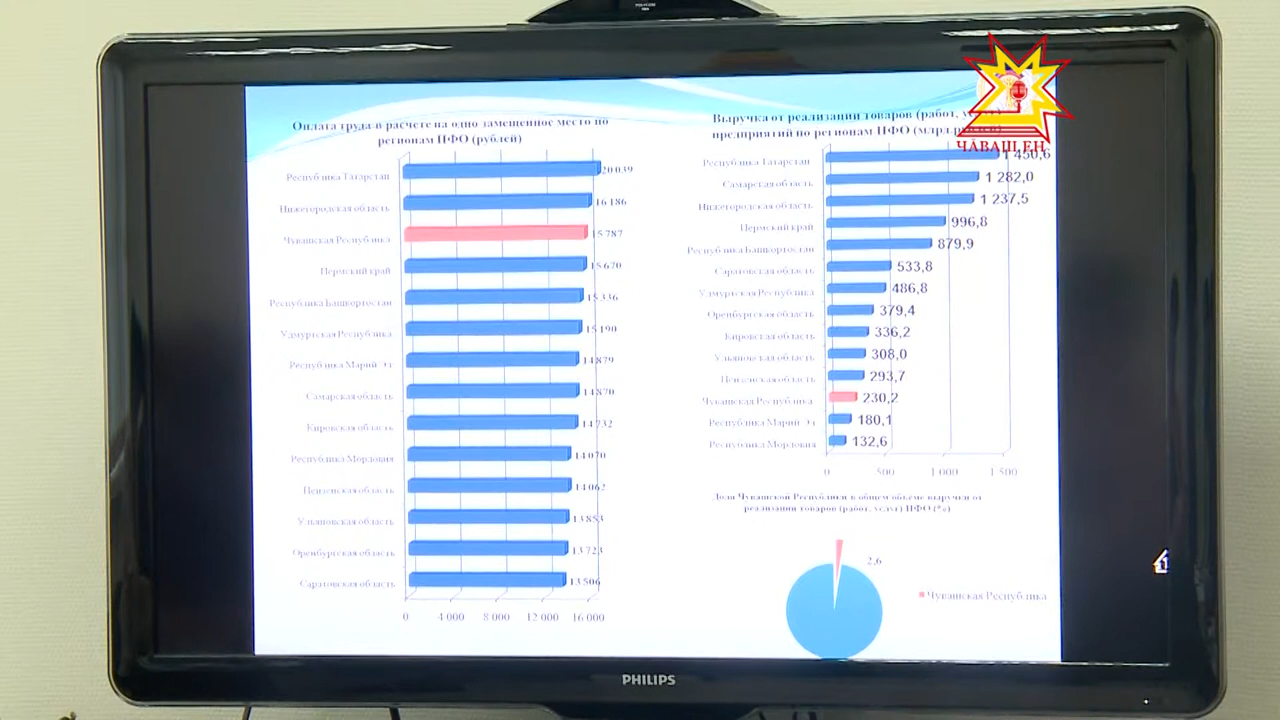 POLYCOM
ЧӐВАШ ЕН
Оплата труда в расчете на одно замещенное место по
регионам ПФО (рублей)
Республика Татарстан 20 039
Нижегородская область 16 186
Чувашская Республика 15 787
Пермский край 15 670
Республика Башкортостан 15 336
Удмуртская Республика 15 190
Республика Марий Эл 14 879
Самарская область 14 870
Кировская область 14 732
Республика Мордовия 14 070
Пензенская область 14 062
Ульяновская область 13 853
Оренбургская область 13 723
Саратовская область 13 506
0 4 000 8 000 12 000 16 000
Выручка от реализации товаров (работ, услуг)
предприятий по регионам ПФО (млрд.рублей)
Республика Татарстан 1 450,6
Самарская область 1 282,0
Нижегородская область 1 237,5
Пермский край 996,8
Республика Башкортостан 879,9
Саратовская область 533,8
Удмуртская Республика 486,8
Оренбургская область 379,4
Кировская область 336,2
Ульяновская область 308,0
Пензенская область 293,7
Чувашская Республика 230,2
Республика Марий Эл 180,1
Республика Мордовия 132,6
0 500 1 000 1 500
Доля Чувашской Республики в общем объеме выручки от
реализации товаров (работ, услуг) ПФО (%)
2,6
Чувашская Республика
PHILIPS